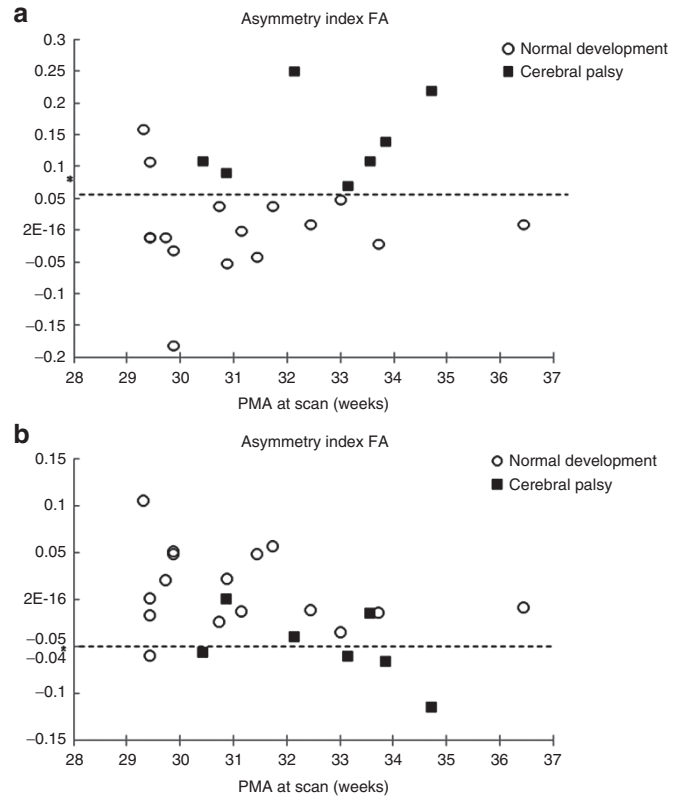 a
Asymmetry index FA
0.3
0.25
0.2
0.15
0.1
*
0.05
2E-16
−0.05
−0.1
−0.15
−0.2
28 29 30 31 32 33 34 35 36 37
PMA at scan (weeks)
Normal development
Cerebral palsy
b
Asymmetry index FA
0.15
0.1
0.05
2E-16
−0.05
*
−0.04
−0.1
−0.15
28 29 30 31 32 33 34 35 36 37
PMA at scan (weeks)
Normal development
Cerebral palsy